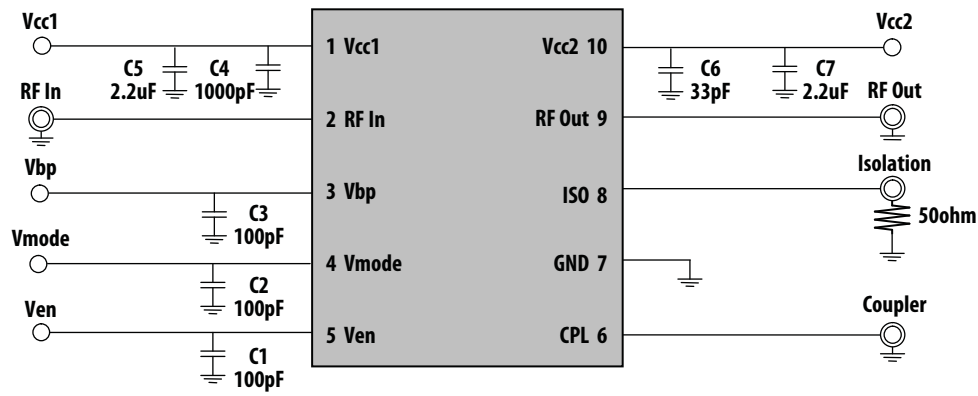 Vcc1
C5
2.2uF
C4
1000pF
RF In
Vbp
C3
100pF
Vmode
C2
100pF
Ven
C1
100pF
1 Vcc1
2 RF In
3 Vbp
4 Vmode
5 Ven
Vcc2 10
RF Out 9
ISO 8
GND 7
CPL 6
Vcc2
C6
33pF
C7
2.2uF
RF Out
Isolation
50ohm
Coupler